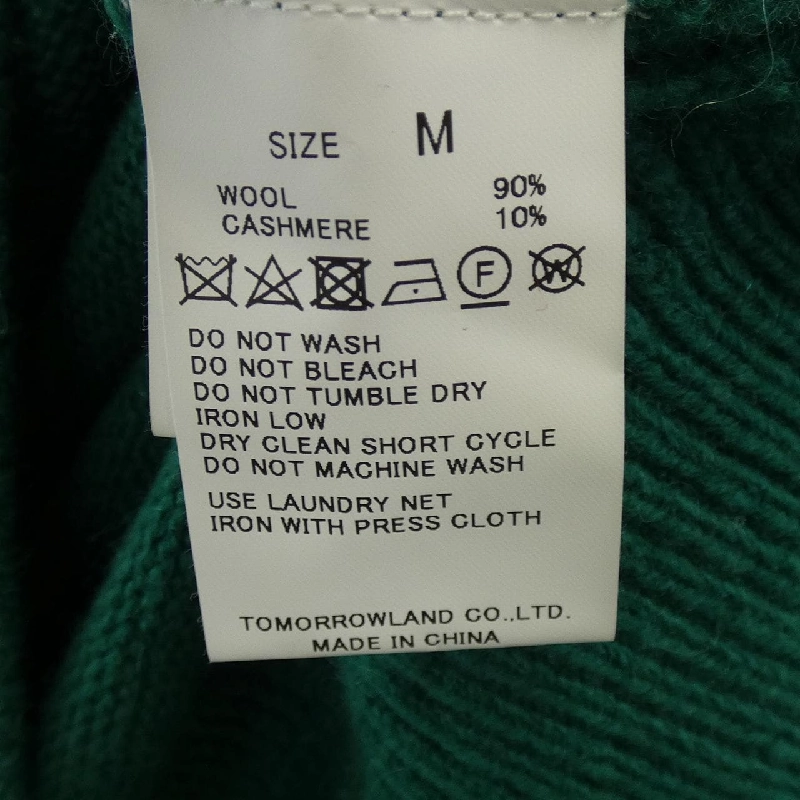 SIZE M
WOOL 90%
CASHMERE 10%
F W
DO NOT WASH
DO NOT BLEACH
DO NOT TUMBLE DRY
IRON LOW
DRY CLEAN SHORT CYCLE
DO NOT MACHINE WASH
USE LAUNDRY NET
IRON WITH PRESS CLOTH
TOMORROWLAND CO.,LTD.
MADE IN CHINA